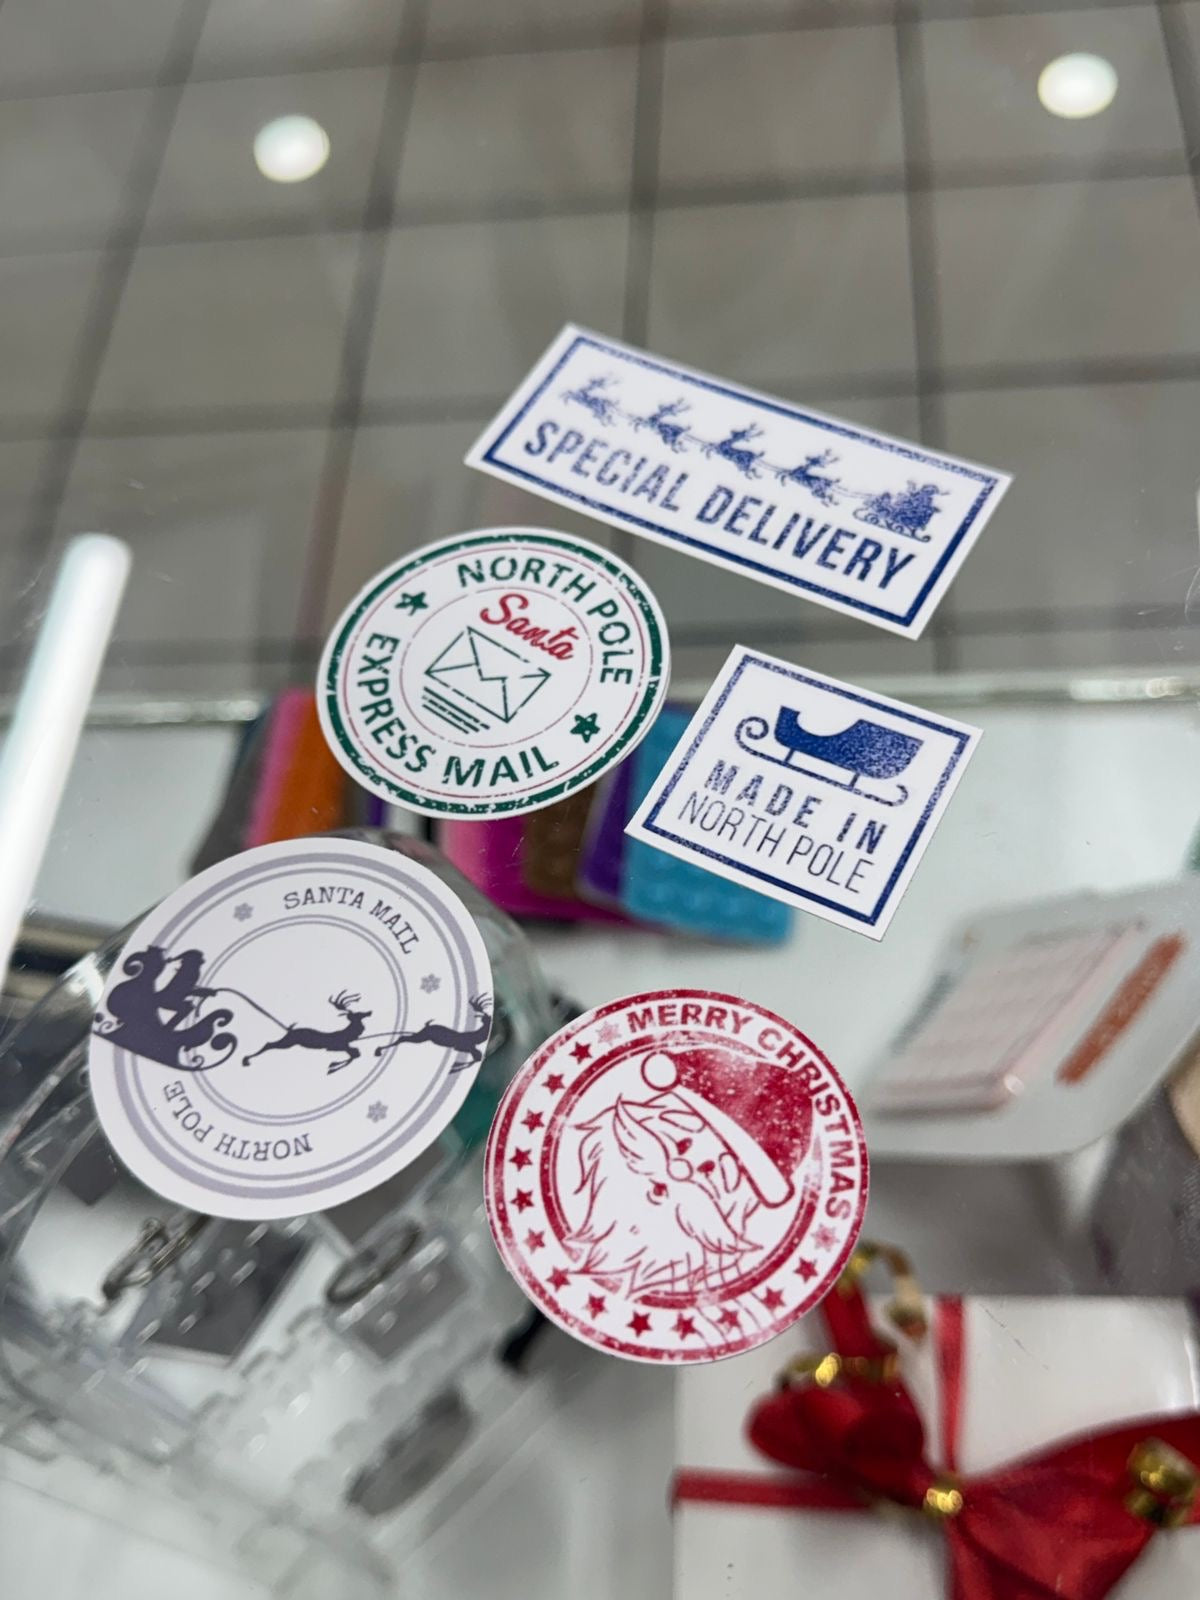 SPECIAL DELIVERY
NORTH POLE
Santa
EXPRESS MAIL
MADE IN
NORTH POLE
SANTA MAIL
NORTH POLE
MERRY CHRISTMAS